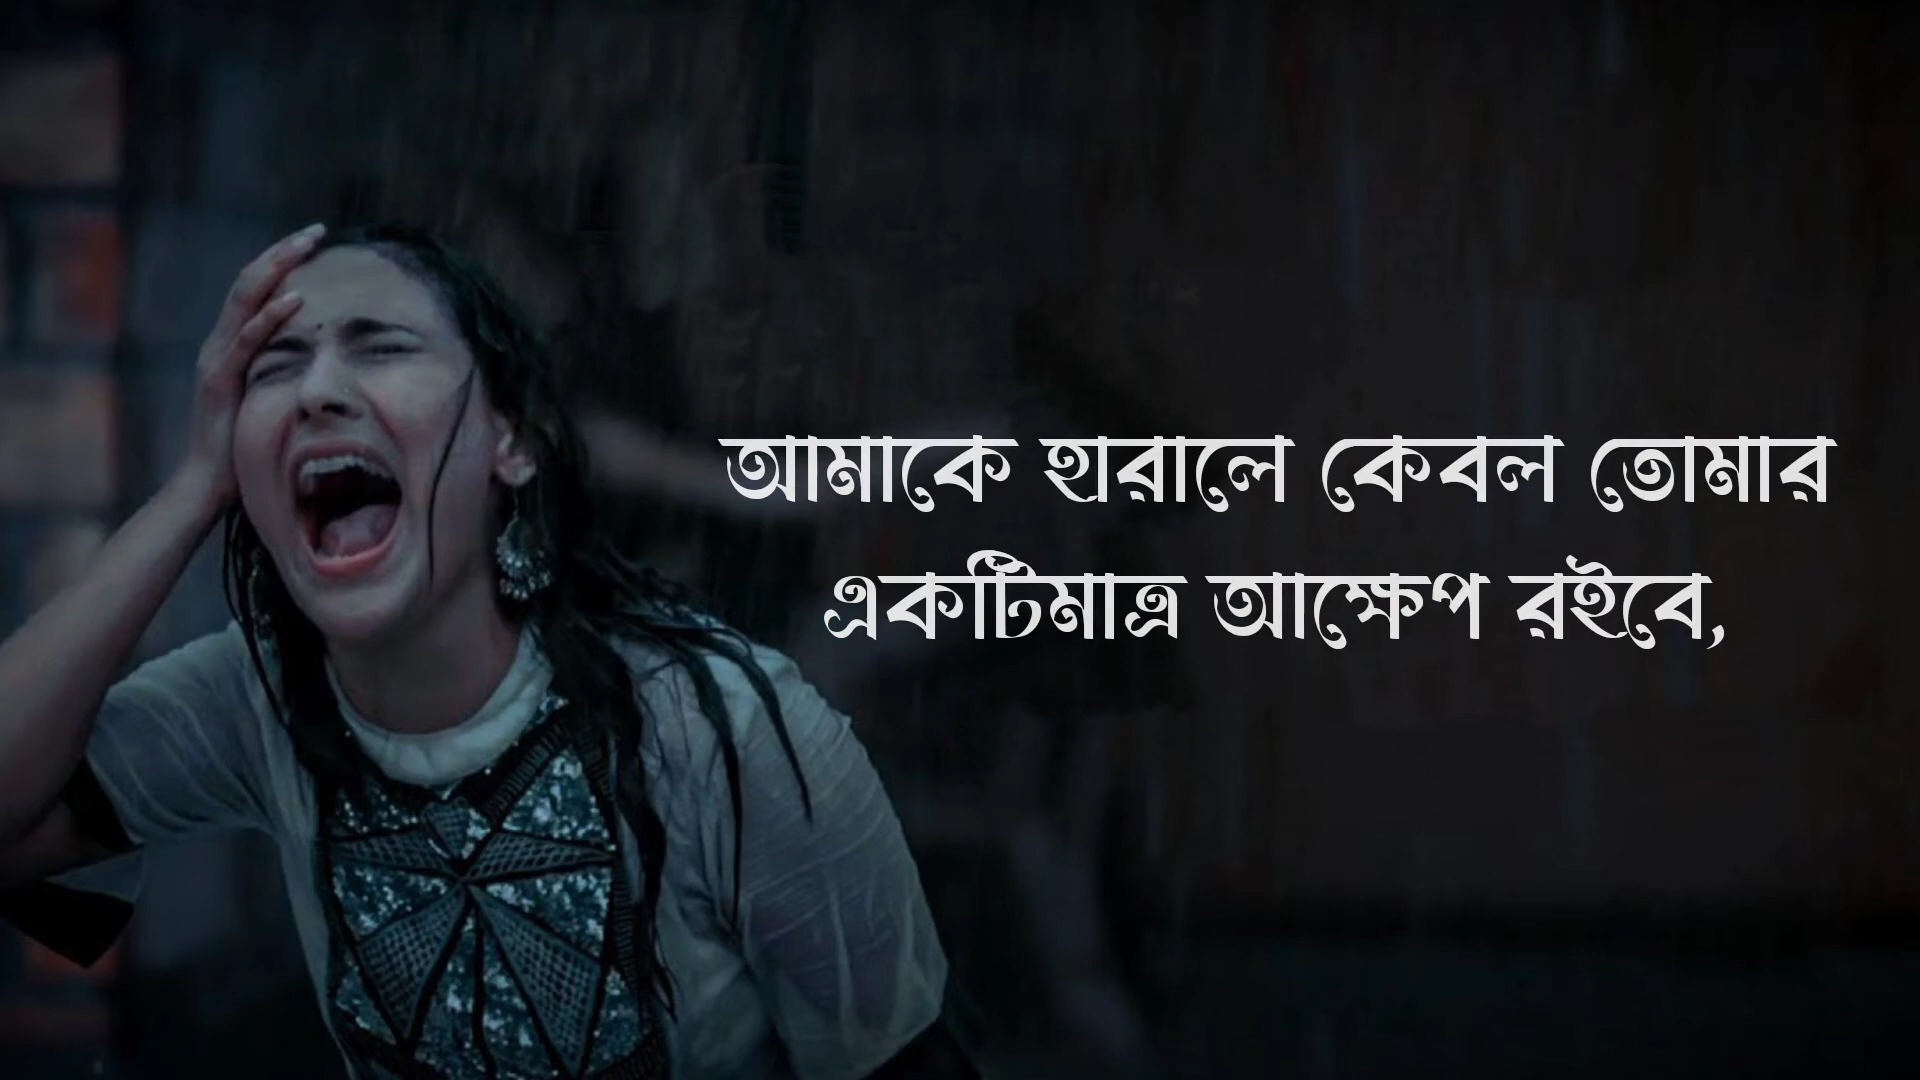 আমাকে হারালে কেবল তোমার
একটিমাত্র আক্ষেপ রইবে,